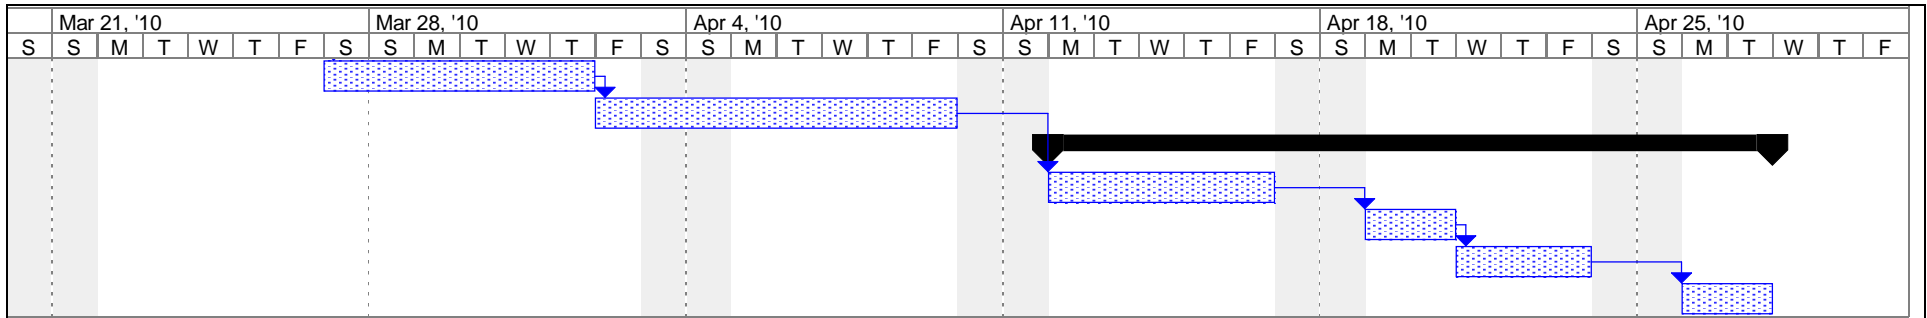 Mar 21, '10 Mar 28, '10 Apr 4, '10 Apr 11, '10 Apr 18, '10 Apr 25, '10
S S M T W T F S S M T W T F S S M T W T F S S M T W T F S S M T W T F S S M T W T F